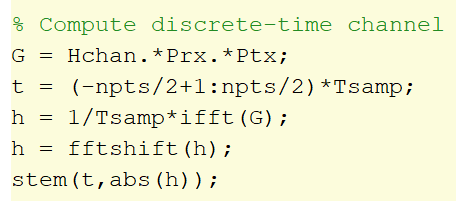 % Compute discrete-time channel
G = Hchan.*Prx.*Ptx;
t = (-npts/2+1:npts/2)*Tsamp;
h = 1/Tsamp*ifft(G);
h = fftshift(h);
stem(t,abs(h));